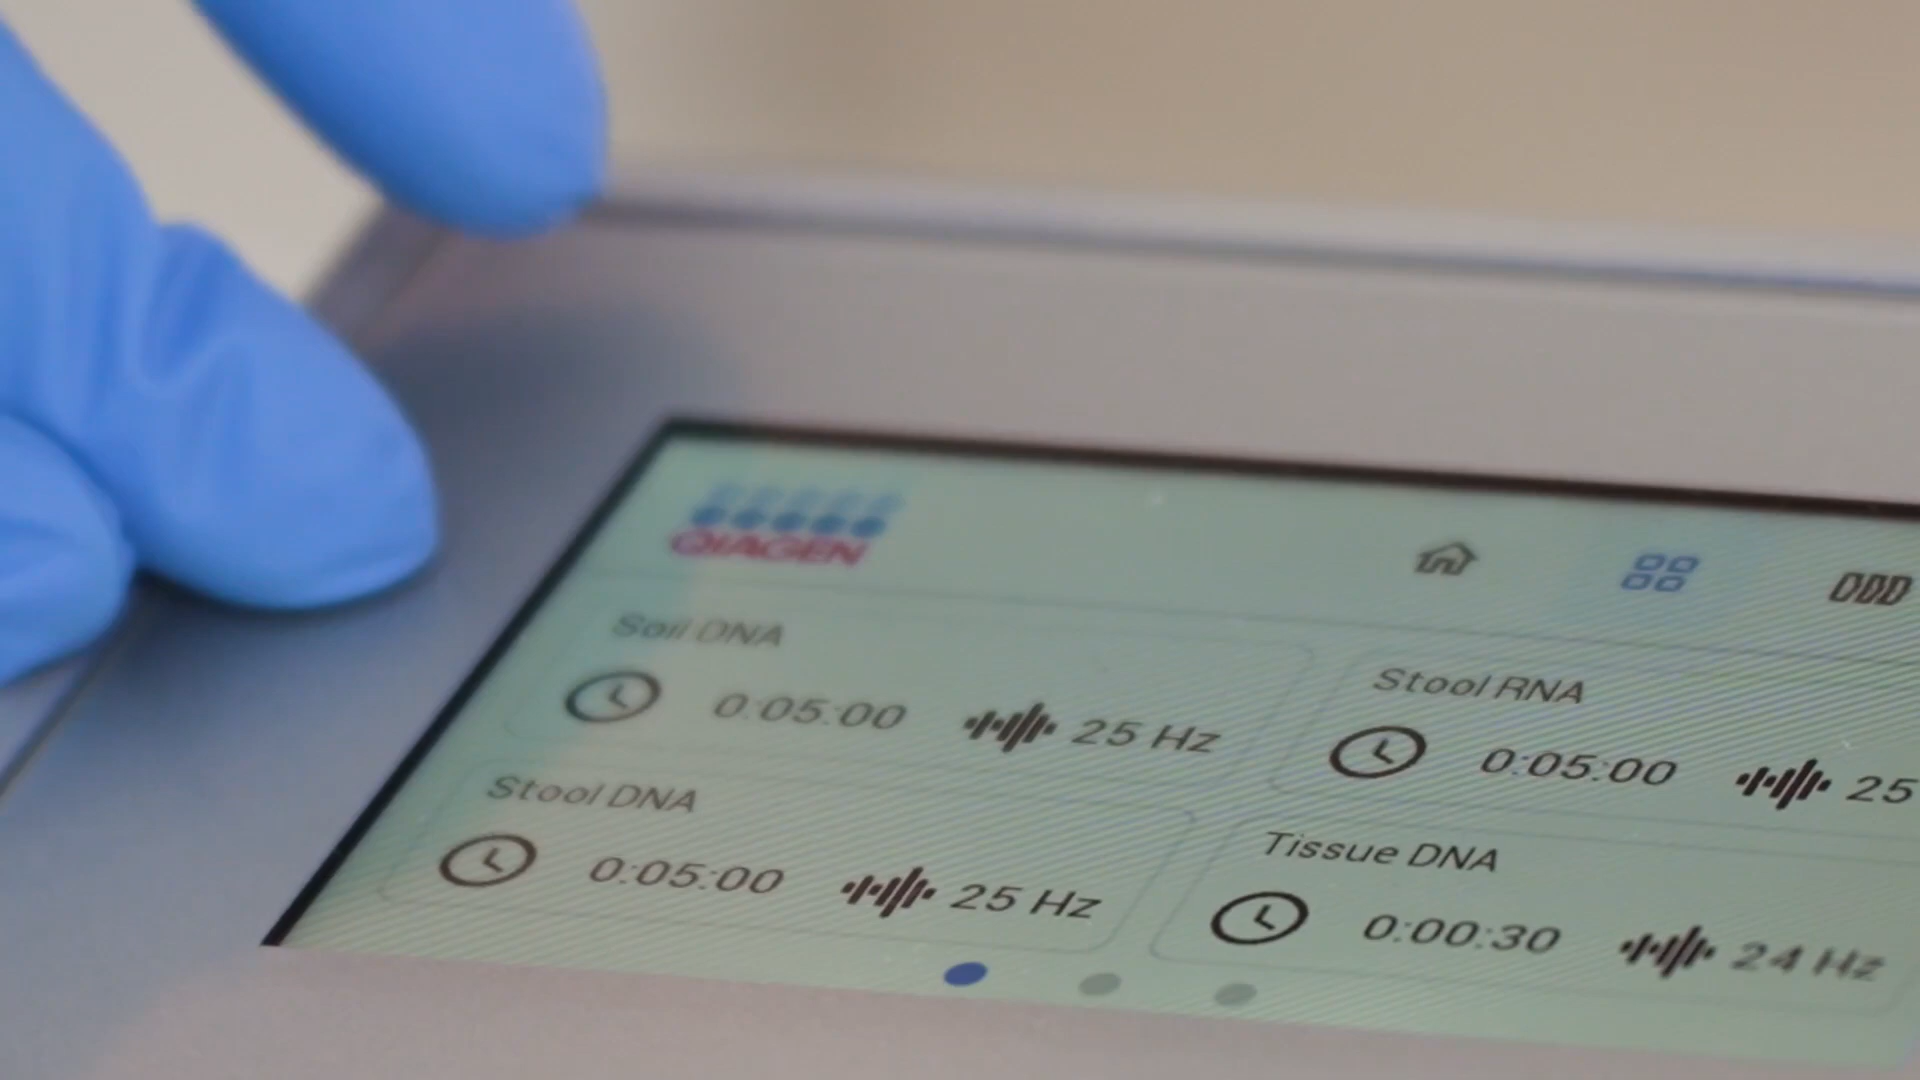 QIAGEN
Soil DNA
0:05:00 25 Hz
Stool RNA
0:05:00 25
Stool DNA
0:05:00 25 Hz
Tissue DNA
0:00:30 24 Hz